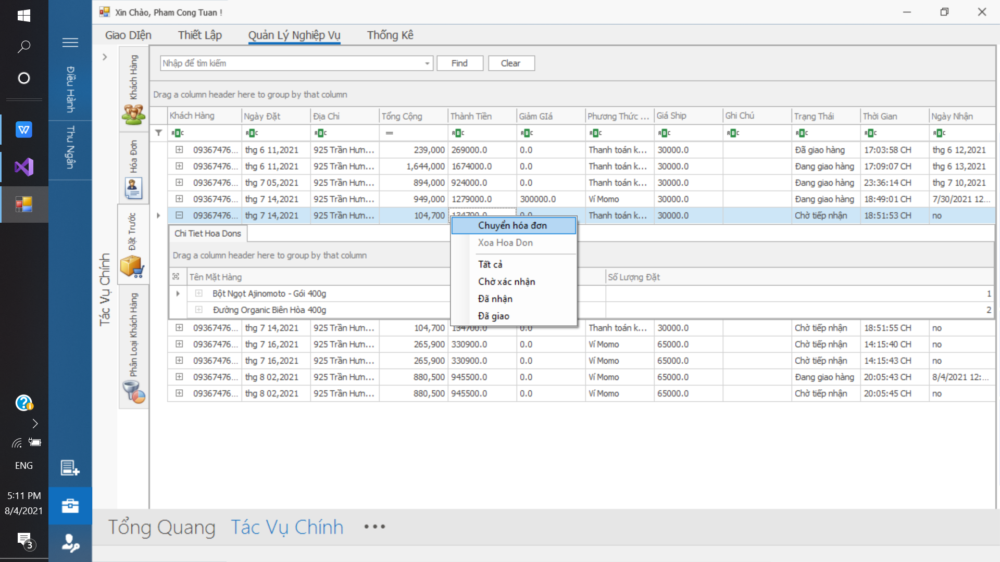 Xin Chào, Pham Cong Tuan !
Giao DIện Thiết Lập Quản Lý Nghiệp Vụ Thống Kê
Điều Hành
Thu Ngân
Tác Vụ Chính
Khách Hàng
Hóa Đơn
Đặt Trước
Phân Loại Khách Hàng
Nhập để tìm kiếm Find Clear
Drag a column header here to group by that column
Khách Hàng Ngày Đặt Địa Chỉ Tổng Cộng Thành Tiền Giảm GIá Phương Thức ... Giá Ship Ghi Chú Trạng Thái Thời Gian Ngày Nhận
ABC ABC ABC = ABC ABC ABC ABC ABC ABC ABC ABC
09367476... thg 6 11,2021 925 Trần Hưn... 239,000 269000.0 0.0 Thanh toán k... 30000.0 Đã giao hàng 17:03:58 CH thg 6 12,2021
09367476... thg 6 11,2021 925 Trần Hưn... 1,644,000 1674000.0 0.0 Thanh toán k... 30000.0 Đang giao hàng 17:09:07 CH thg 6 13,2021
09367476... thg 7 05,2021 925 Trần Hưn... 894,000 924000.0 0.0 Thanh toán k... 30000.0 Đang giao hàng 23:36:14 CH thg 7 10,2021
09367476... thg 7 14,2021 925 Trần Hưn... 949,000 1279000.0 300000.0 Ví Momo 30000.0 Đang giao hàng 18:49:01 CH 7/30/2021 12...
09367476... thg 7 14,2021 925 Trần Hưn... 104,700 134700.0 0.0 Thanh toán k... 30000.0 Chờ tiếp nhận 18:51:53 CH no
Chuyển hóa đơn
Xoa Hoa Don
Tất cả
Chờ xác nhận
Đã nhận
Đã giao
Chi Tiet Hoa Dons
Drag a column header here to group by that column
Tên Mặt Hàng Số Lượng Đặt
Bột Ngọt Ajinomoto - Gói 400g 1
Đường Organic Biên Hòa 400g 2
09367476... thg 7 14,2021 925 Trần Hưn... 104,700 134700.0 0.0 Thanh toán k... 30000.0 Chờ tiếp nhận 18:51:55 CH no
09367476... thg 7 16,2021 925 Trần Hưn... 265,900 330900.0 0.0 Ví Momo 65000.0 Chờ tiếp nhận 14:15:40 CH no
09367476... thg 7 16,2021 925 Trần Hưn... 265,900 330900.0 0.0 Ví Momo 65000.0 Chờ tiếp nhận 14:15:43 CH no
09367476... thg 8 02,2021 925 Trần Hưn... 880,500 945500.0 0.0 Ví Momo 65000.0 Đang giao hàng 20:05:43 CH 8/4/2021 12:...
09367476... thg 8 02,2021 925 Trần Hưn... 880,500 945500.0 0.0 Ví Momo 65000.0 Chờ tiếp nhận 20:05:45 CH no
Tổng Quang Tác Vụ Chính •••
ENG
5:11 PM
8/4/2021
3